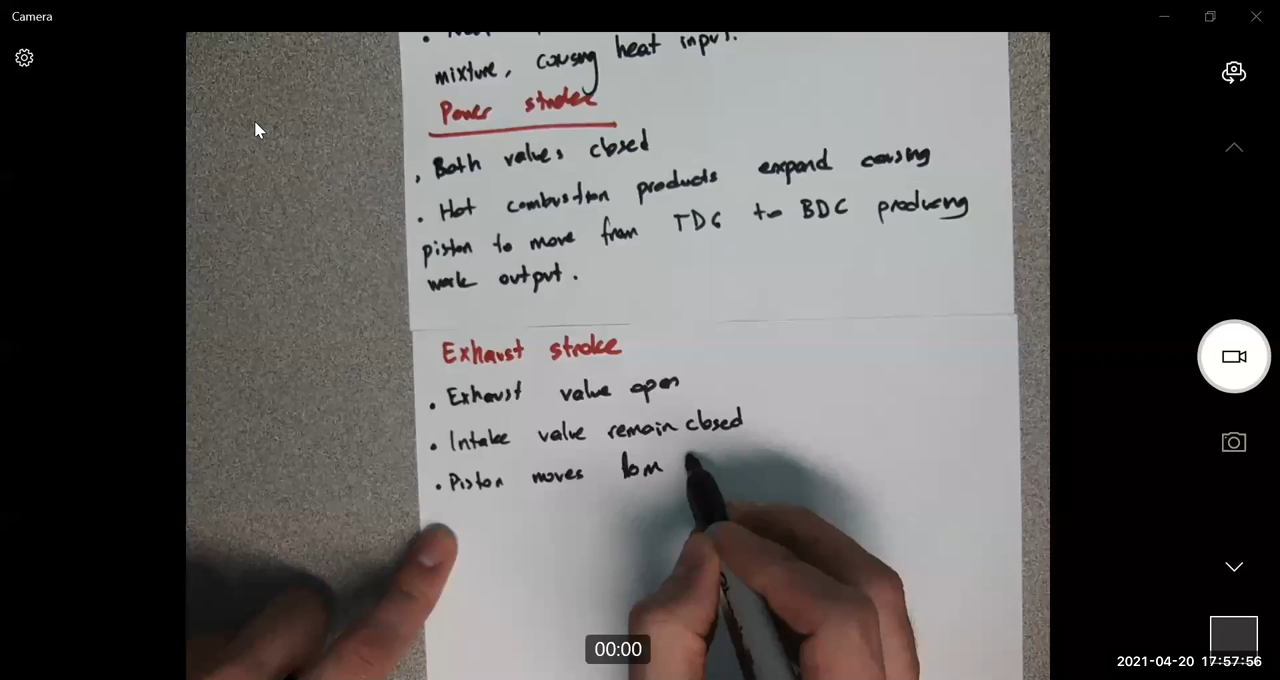 Camera
mixture, causing heat input.
Power stroke
Both valves closed
Hot combustion products expand causing
piston to move from TDC to BDC producing
work output.
Exhaust stroke
Exhaust valve open
Intake valve remain closed
Piston moves from
00:00
2021-04-20 17:57:56